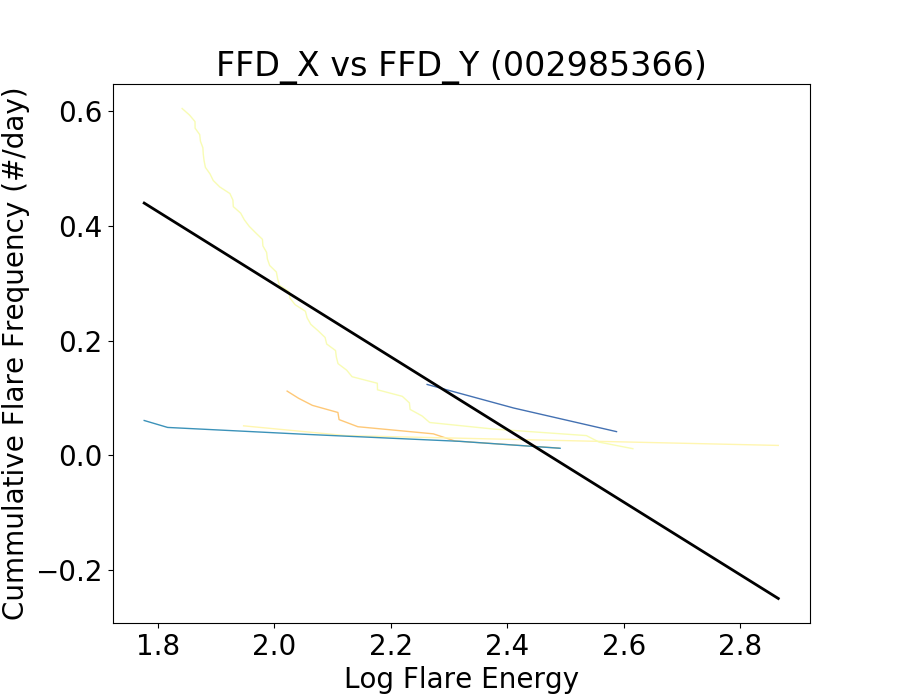 FFD_X vs FFD_Y (002985366)
Cummulative Flare Frequency (#/day)
0.6
0.4
0.2
0.0
−0.2
1.8 2.0 2.2 2.4 2.6 2.8
Log Flare Energy